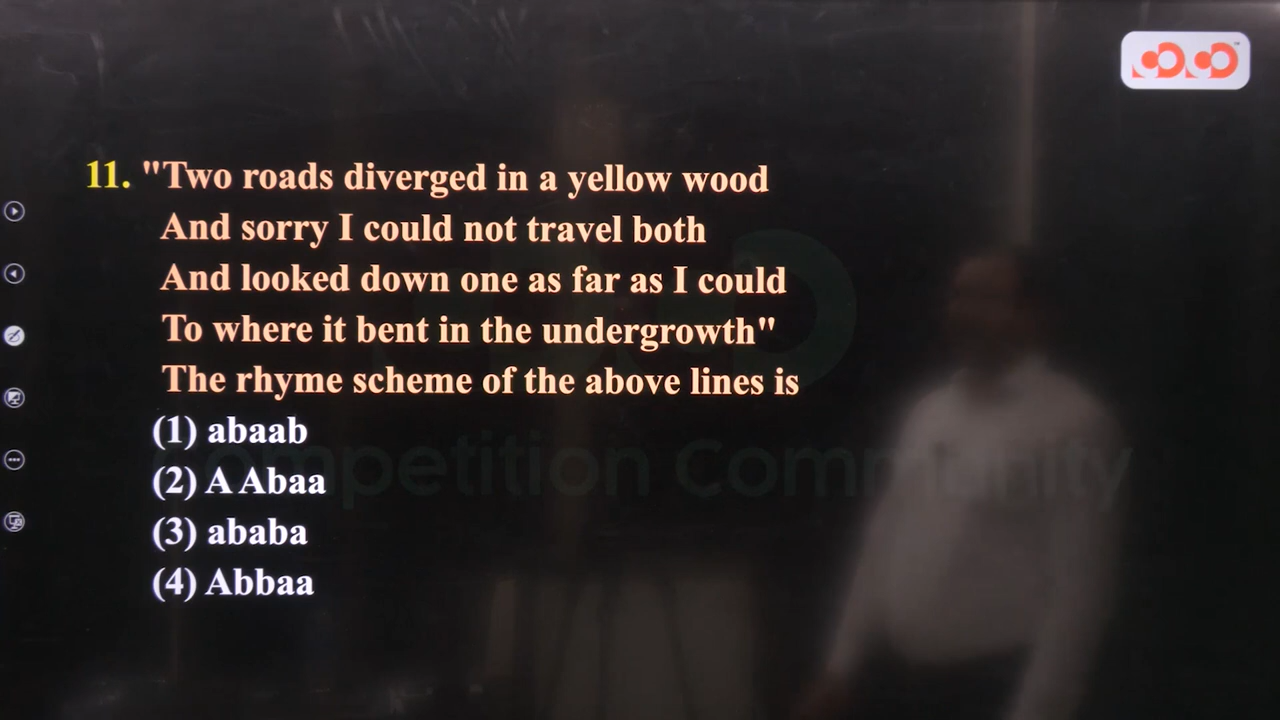 11. "Two roads diverged in a yellow wood
And sorry I could not travel both
And looked down one as far as I could
To where it bent in the undergrowth"
The rhyme scheme of the above lines is
(1) abaab
(2) A Abaa
(3) ababa
(4) Abbaa
Competition Community